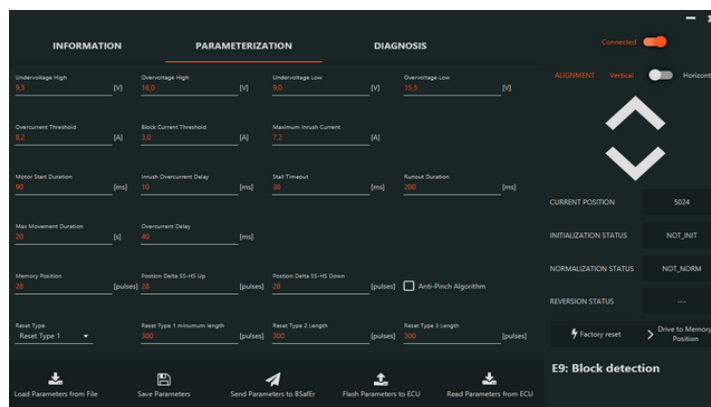 INFORMATION PARAMETERIZATION DIAGNOSIS
Connected
Undervoltage High Overvoltage High Undervoltage Low Overvoltage Low
9,5 [V] 16,0 [V] 9,0 [V] 15,5 [V]
ALIGNMENT Vertical Horizont
Overcurrent Threshold Block Current Threshold Maximum Inrush Current
8,2 [A] 3,0 [A] 7,2 [A]
Motor Start Duration Inrush Overcurrent Delay Stall Timeout Runout Duration
90 [ms] 10 [ms] 30 [ms] 200 [ms]
CURRENT POSITION 5024
Max Movement Duration Overcurrent Delay
20 [s] 40 [ms]
INITIALIZATION STATUS NOT_INIT
NORMALIZATION STATUS NOT_NORM
Memory Position Postion Delta SS-HS Up Postion Delta SS-HS Down
28 [pulses] 28 [pulses] 28 [pulses] Anti-Pinch Algorithm
REVERSION STATUS ---
Reset Type Reset Type 1 minumum length Reset Type 2 Length Reset Type 3 Length
Reset Type 1 300 [pulses] 300 [pulses] 300 [pulses]
Factory reset Drive to Memory
Position
E9: Block detection
Load Parameters from File Save Parameters Send Parameters to BSafEr Flash Parameters to ECU Read Parameters from ECU